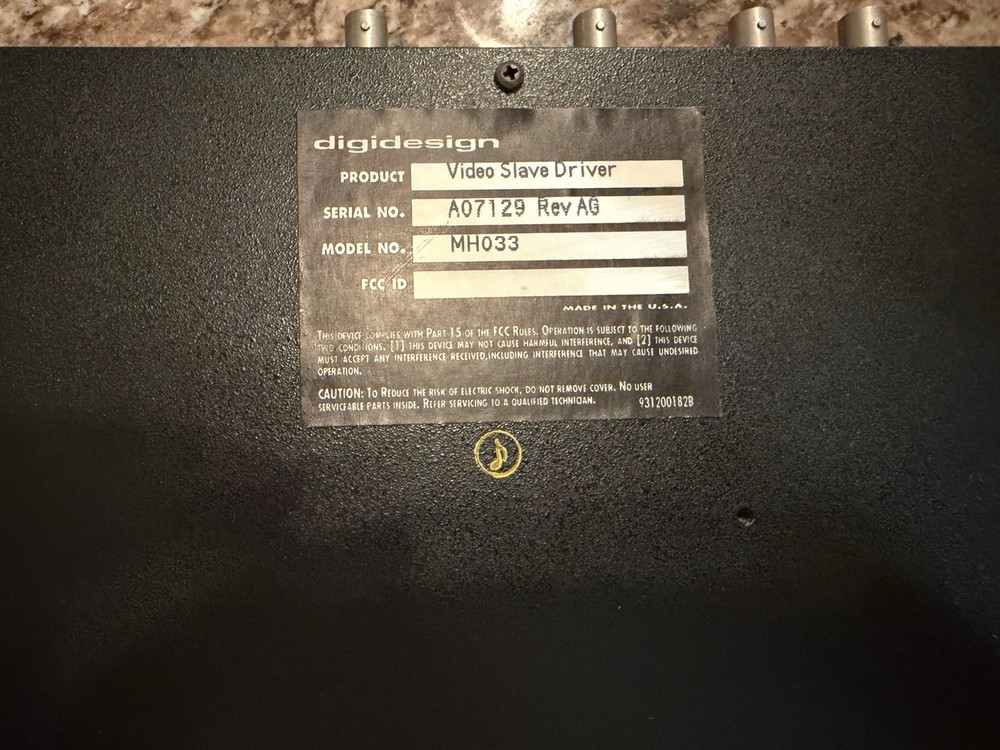 digidesign
PRODUCT Video Slave Driver
SERIAL NO. A07129 Rev AG
MODEL NO. MH033
FCC ID
MADE IN THE U.S.A.
THIS DEVICE COMPLIES WITH PART 15 OF THE FCC RULES. OPERATION IS SUBJECT TO THE FOLLOWING
TWO CONDITIONS. [1] THIS DEVICE MAY NOT CAUSE HARMFUL INTERFERENCE, AND [2] THIS DEVICE
MUST ACCEPT ANY INTERFERENCE RECEIVED,INCLUDING INTERFERENCE THAT MAY CAUSE UNDESIRED
OPERATION.
CAUTION: TO REDUCE THE RISK OF ELECTRIC SHOCK, DO NOT REMOVE COVER. NO USER
SERVICEABLE PARTS INSIDE. REFER SERVICING TO A QUALIFIED TECHNICIAN. 931200182B